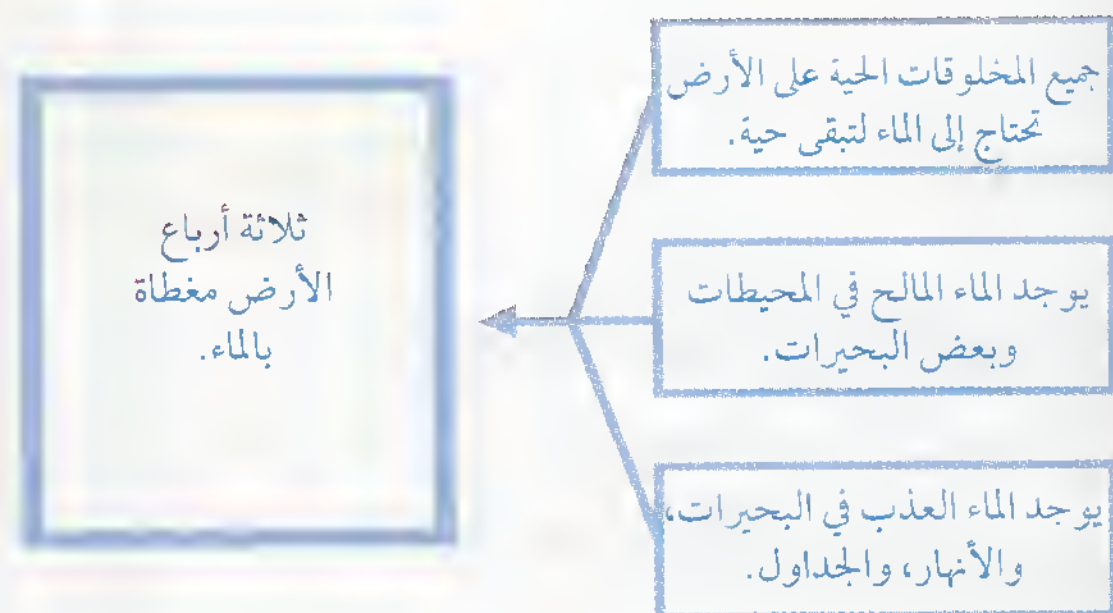 جميع المخلوقات الحية على الأرض
تحتاج إلى الماء لتبقى حية.
يوجد الماء المالح في المحيطات
وبعض البحيرات.
يوجد الماء العذب في البحيرات،
والأنهار، والجداول.
ثلاثة أرباع
الأرض مغطاة
بالماء.